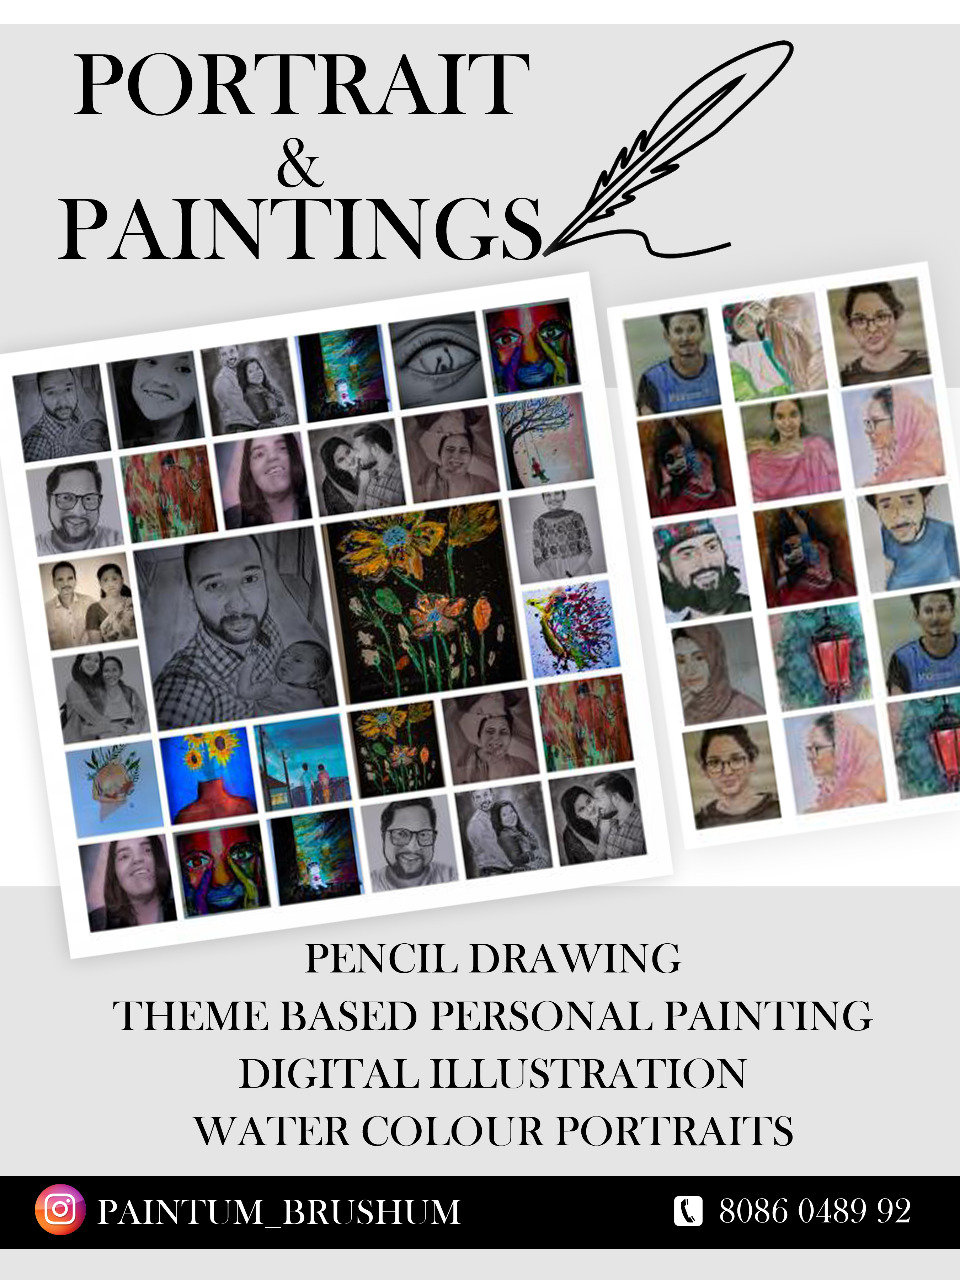 PORTRAIT
&
PAINTINGS
PENCIL DRAWING
THEME BASED PERSONAL PAINTING
DIGITAL ILLUSTRATION
WATER COLOUR PORTRAITS
PAINTUM_BRUSHUM
8086 0489 92